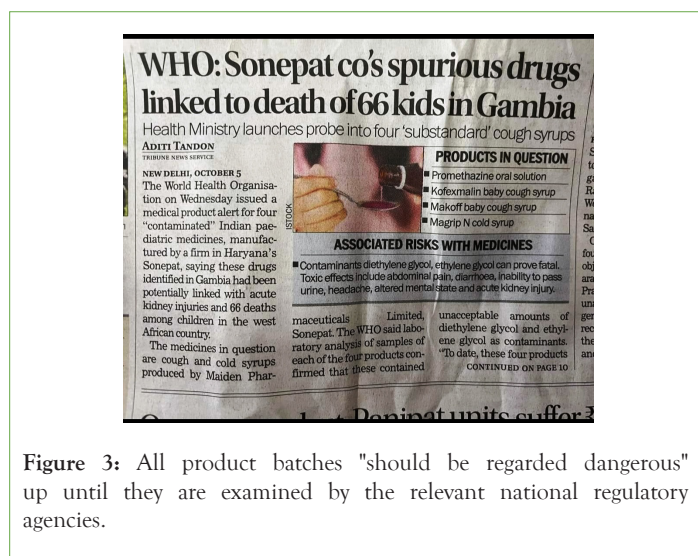 WHO: Sonepat co's spurious drugs
linked to death of 66 kids in Gambia
Health Ministry launches probe into four 'substandard' cough syrups
ADITI TANDON
TRIBUNE NEWS SERVICE
NEW DELHI, OCTOBER 5
The World Health Organisa-
tion on Wednesday issued a
medical product alert for four
"contaminated" Indian pae-
diatric medicines, manufac-
tured by a firm in Haryana's
Sonepat, saying these drugs
identified in Gambia had been
potentially linked with acute
kidney injuries and 66 deaths
among children in the west
African country.
The medicines in question
are cough and cold syrups
produced by Maiden Phar-
ISTOCK
PRODUCTS IN QUESTION
■ Promethazine oral solution
■ Kofexmalin baby cough syrup
■ Makoff baby cough syrup
■ Magrip N cold syrup
ASSOCIATED RISKS WITH MEDICINES
■ Contaminants diethylene glycol, ethylene glycol can prove fatal.
Toxic effects include abdominal pain, diarrhoea, inability to pass
urine, headache, altered mental state and acute kidney injury.
maceuticals Limited,
Sonepat. The WHO said labo-
ratory analysis of samples of
each of the four products con-
firmed that these contained
unacceptable amounts of
diethylene glycol and ethyl-
ene glycol as contaminants.
"To date, these four products
CONTINUED ON PAGE 10
Panipat units suffer
Figure 3: All product batches "should be regarded dangerous"
up until they are examined by the relevant national regulatory
agencies.